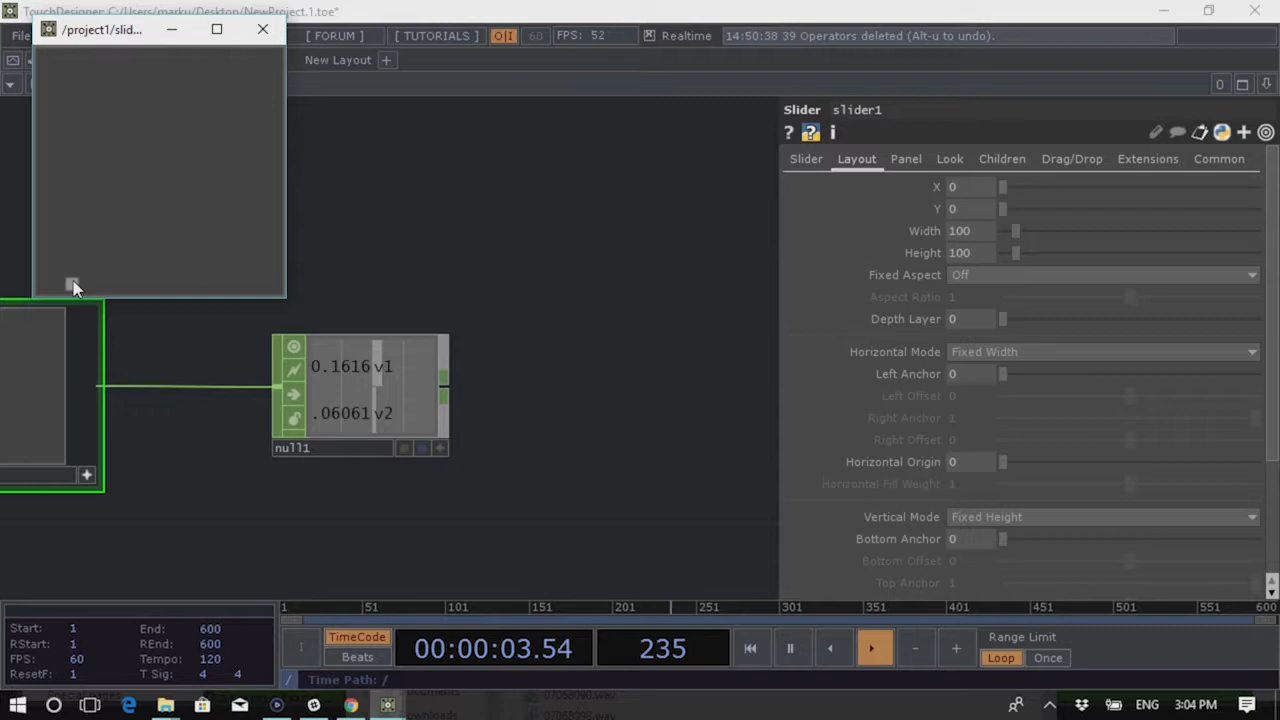 TouchDesigner: C:/Users/marku/Desktop/NewProject.1.toe*
/project1/slid...
File
[ FORUM ]
[ TUTORIALS ]
O|I
60
FPS: 52
Realtime
14:50:38 39 Operators deleted (Alt-u to undo).
New Layout +
0
Slider slider1
? ? i
Slider Layout Panel Look Children Drag/Drop Extensions Common
X 0
Y 0
Width 100
Height 100
Fixed Aspect Off
Aspect Ratio 1
Depth Layer 0
Horizontal Mode Fixed Width
Left Anchor 0
Left Offset 0
Right Anchor 1
Right Offset 0
Horizontal Origin 0
Horizontal Fill Weight 1
Vertical Mode Fixed Height
Bottom Anchor 0
Bottom Offset 0
Top Anchor 1
0.1616 v1
.06061 v2
null1
1 51 101 151 201 251 301 351 401 451 501 551 600
Start: 1 End: 600
RStart: 1 REnd: 600
FPS: 60 Tempo: 120
ResetF: 1 T Sig: 4 4
TimeCode
Beats
00:00:03.54
235
Range Limit
Loop Once
/ Time Path: /
ENG 3:04 PM